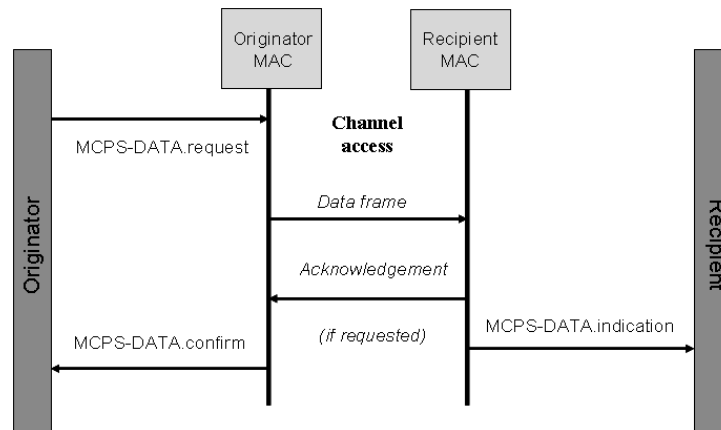 Originator
MAC
Recipient
MAC
Channel
access
MCPS-DATA.request
Data frame
Acknowledgement
(if requested)
MCPS-DATA.indication
MCPS-DATA.confirm
Originator
Recipient